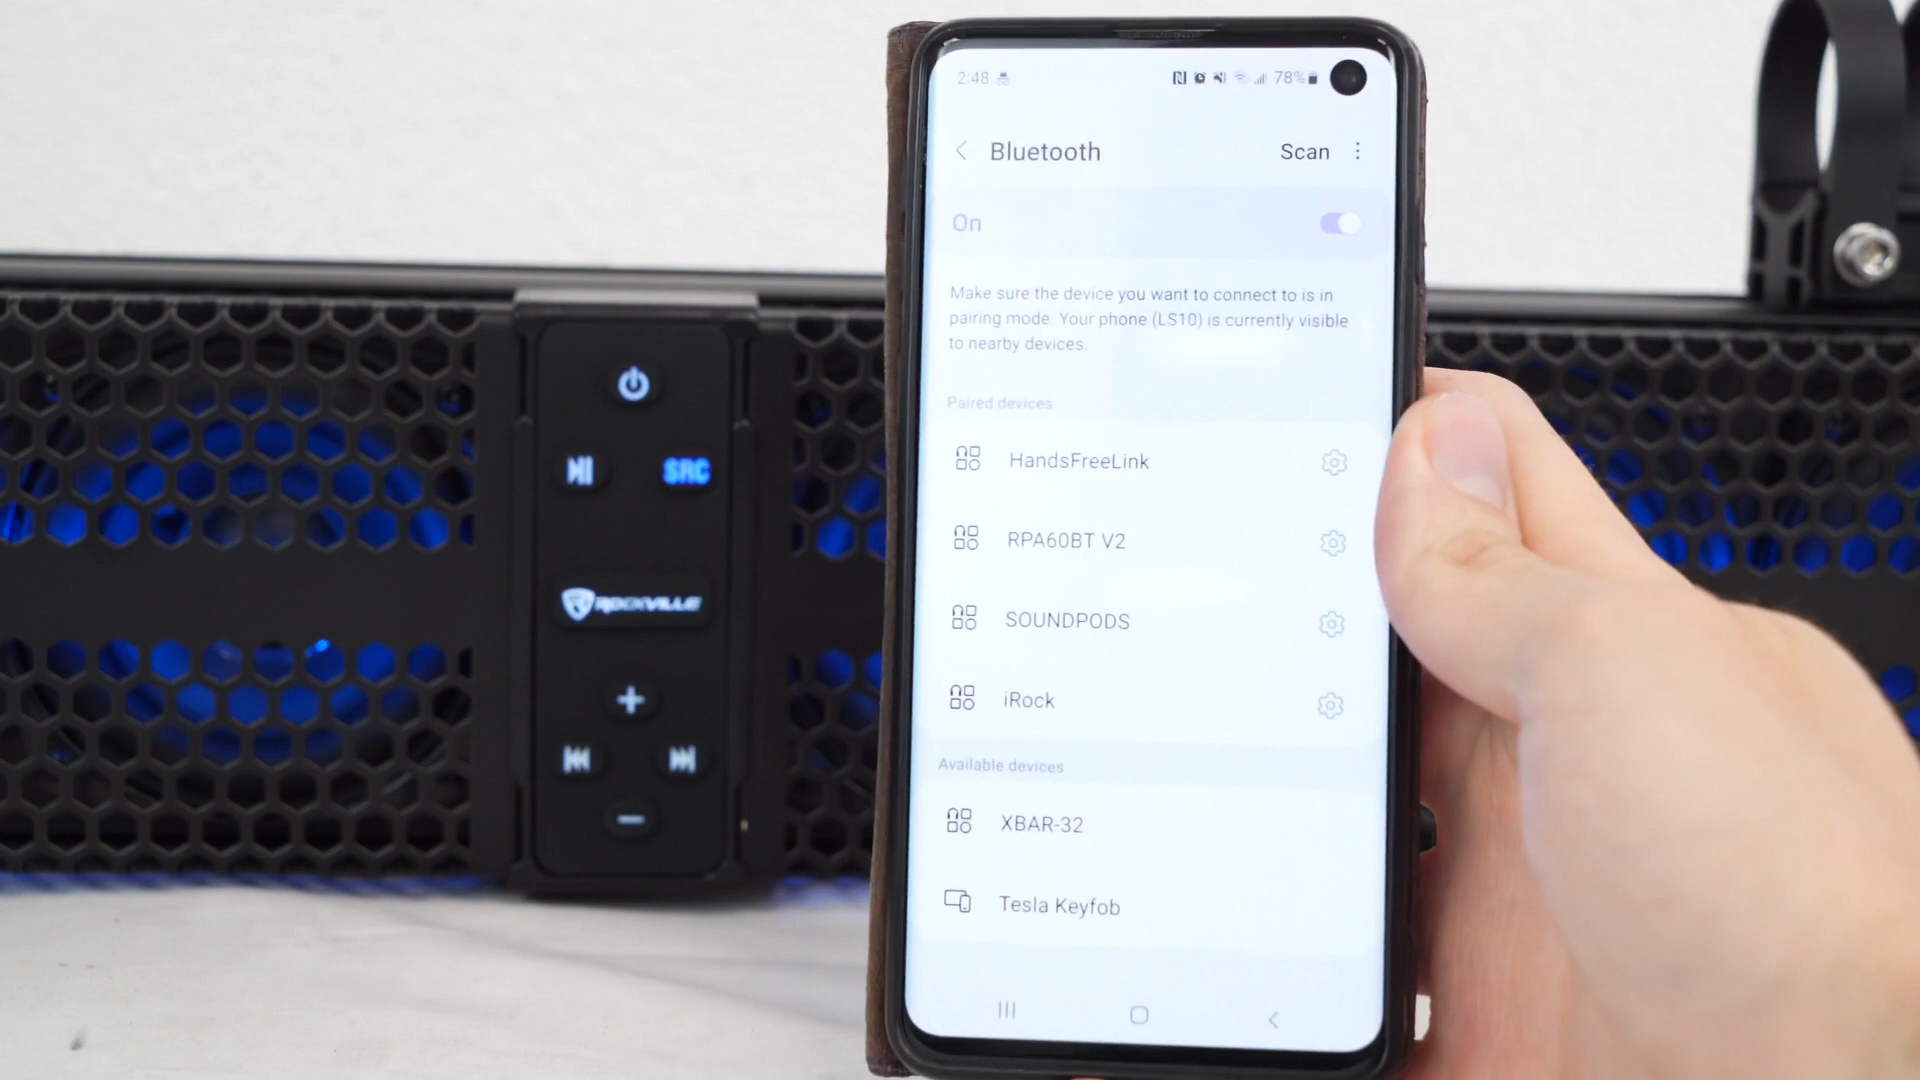 2:48
78%
Bluetooth
Scan
On
Make sure the device you want to connect to is in
pairing mode. Your phone (LS10) is currently visible
to nearby devices.
Paired devices
HandsFreeLink
RPA60BT V2
SOUNDPODS
iRock
Available devices
XBAR-32
Tesla Keyfob
SRC
ROCKVILLE